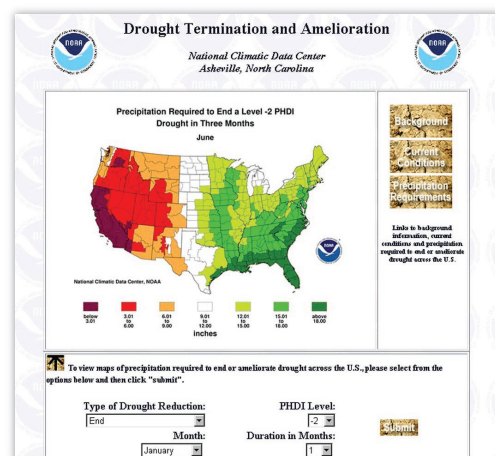 Drought Termination and Amelioration
NOAA
NOAA
National Climatic Data Center
Asheville, North Carolina
Precipitation Required to End a Level -2 PHDI
Drought in Three Months
June
National Climatic Data Center, NOAA
below
3.01
3.01
to
6.00
6.01
to
9.00
9.01
to
12.00
12.01
to
15.00
15.01
to
18.00
above
18.00
inches
Background
Current
Conditions
Precipitation
Requirements
Links to background
information, current
conditions and precipitation
required to end or ameliorate
drought across the U.S.
To view maps of precipitation required to end or ameliorate drought across the U.S., please select from the
options below and then click "submit".
Type of Drought Reduction:
End
PHDI Level:
-2
Month:
January
Duration in Months:
1
Submit